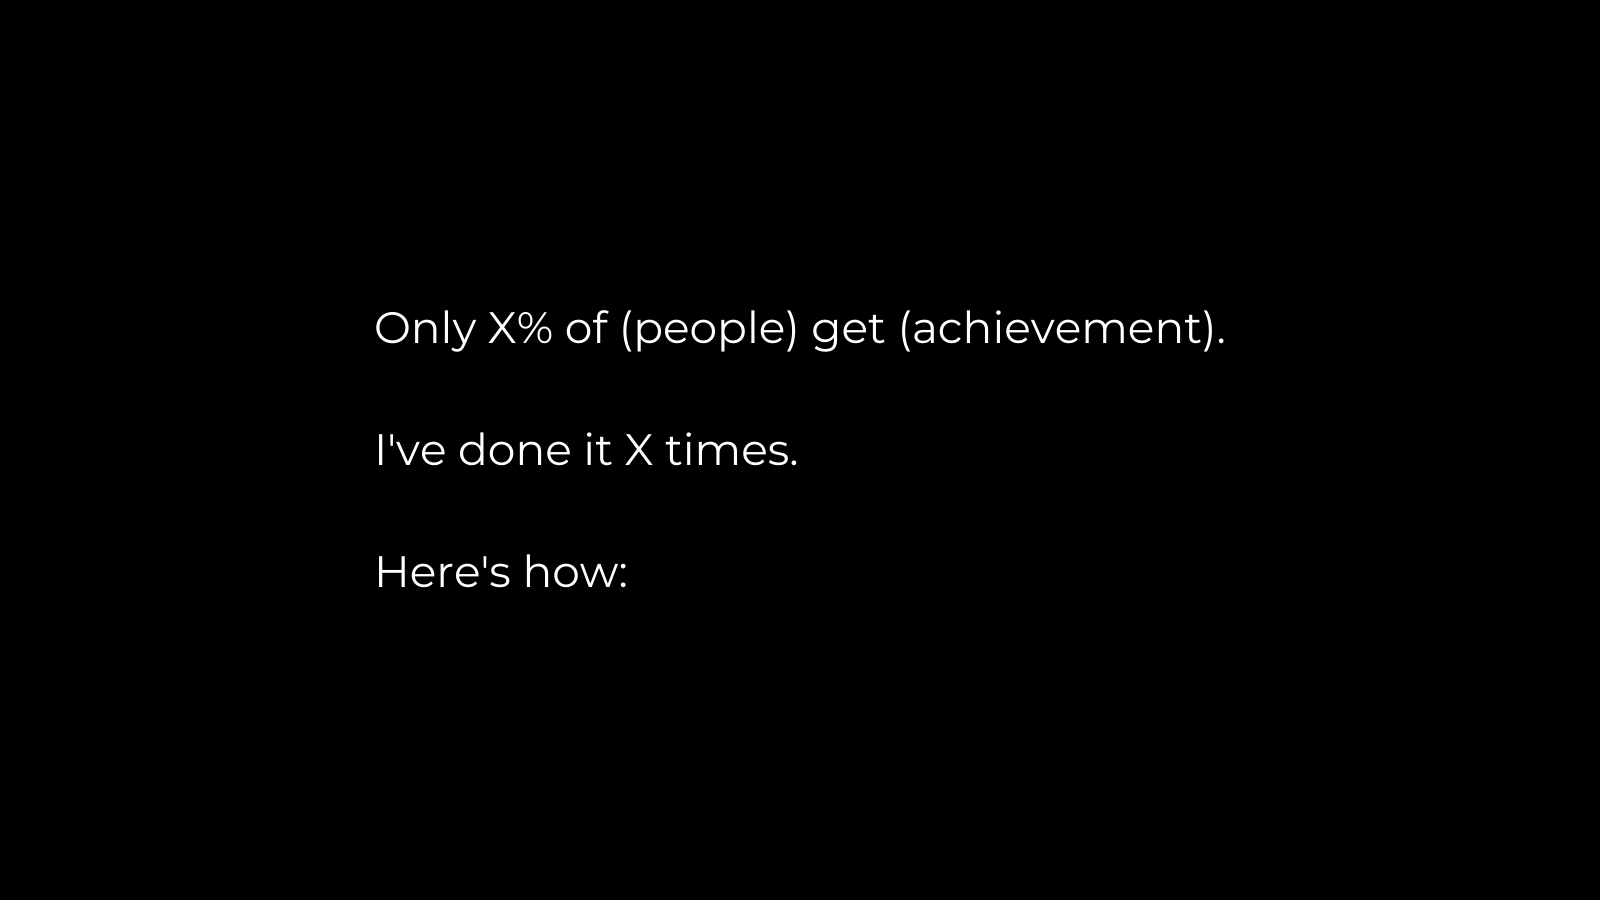 Only X% of (people) get (achievement).
I've done it X times.
Here's how: